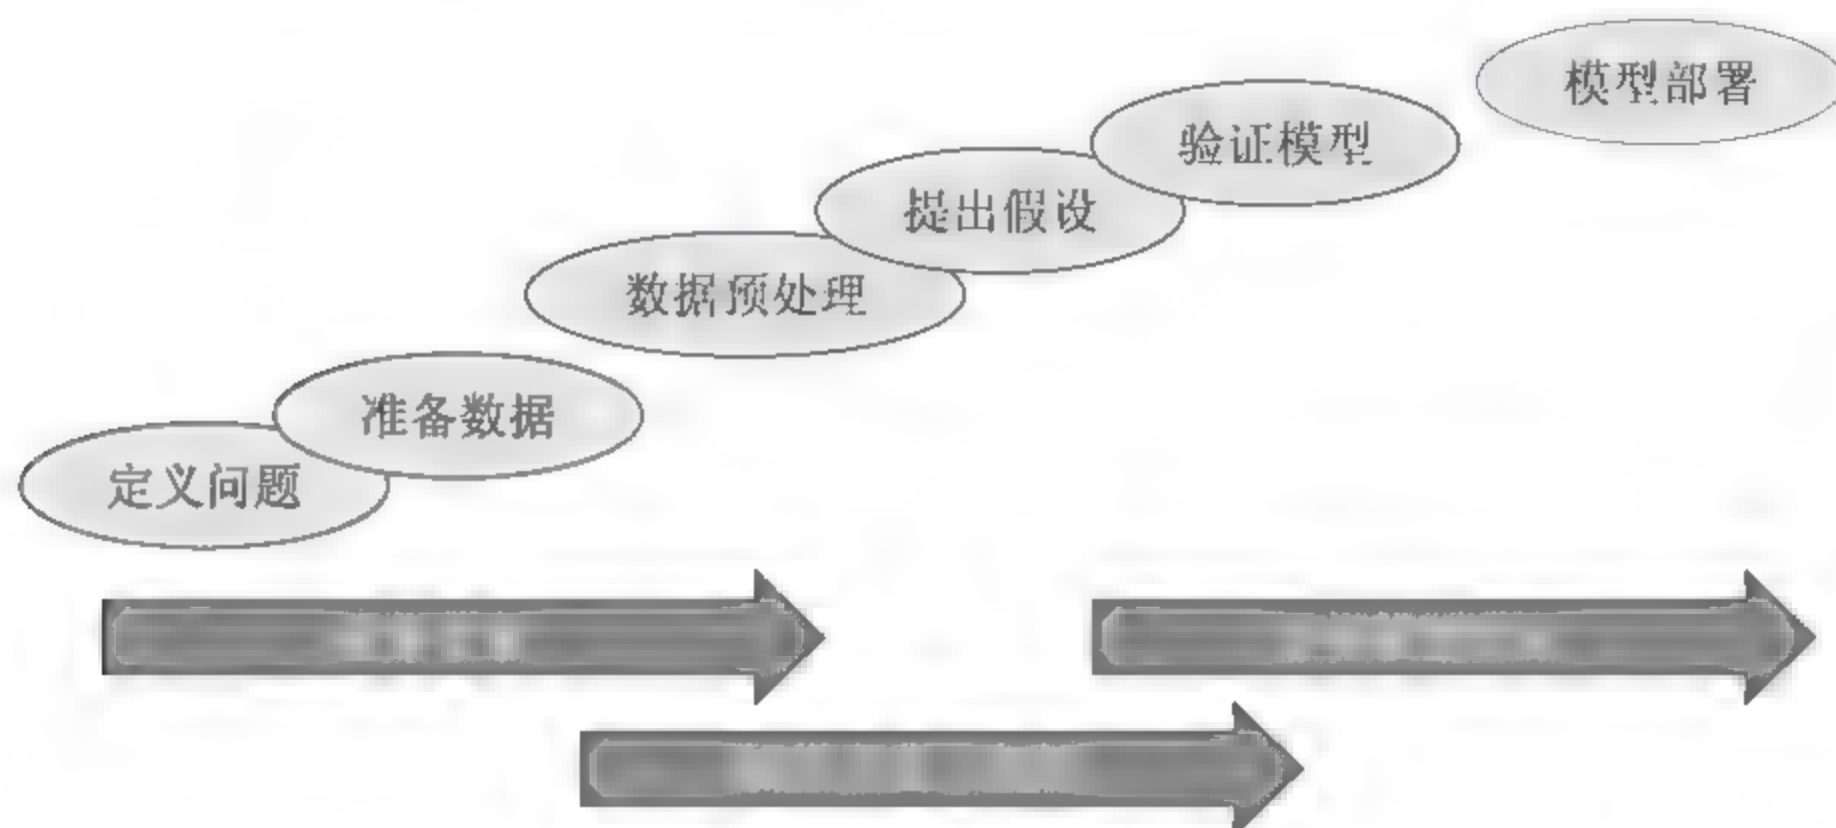 模型部署
验证模型
提出假设
数据预处理
准备数据
定义问题